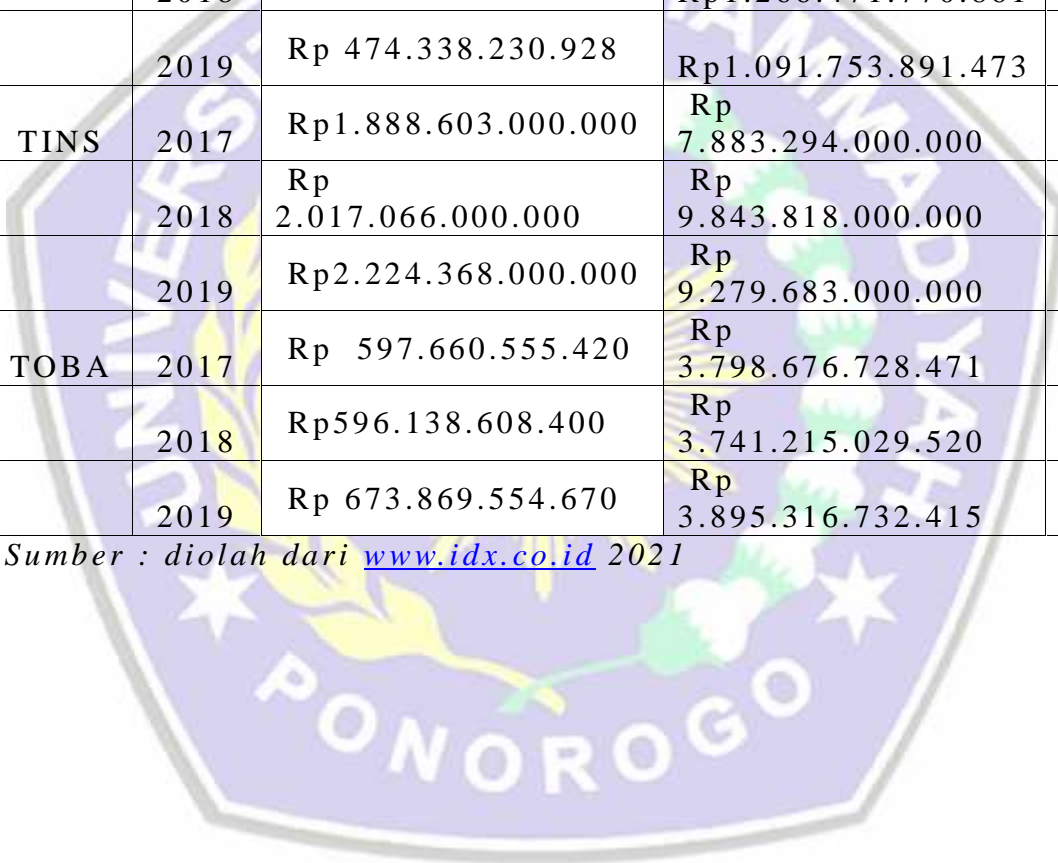 2019 Rp 474.338.230.928 Rp1.091.753.891.473
TINS 2017 Rp1.888.603.000.000 Rp
7.883.294.000.000
2018 Rp
2.017.066.000.000 Rp
9.843.818.000.000
2019 Rp2.224.368.000.000 Rp
9.279.683.000.000
TOBA 2017 Rp 597.660.555.420 Rp
3.798.676.728.471
2018 Rp596.138.608.400 Rp
3.741.215.029.520
2019 Rp 673.869.554.670 Rp
3.895.316.732.415
Sumber : diolah dari www.idx.co.id 2021
PONOROGO